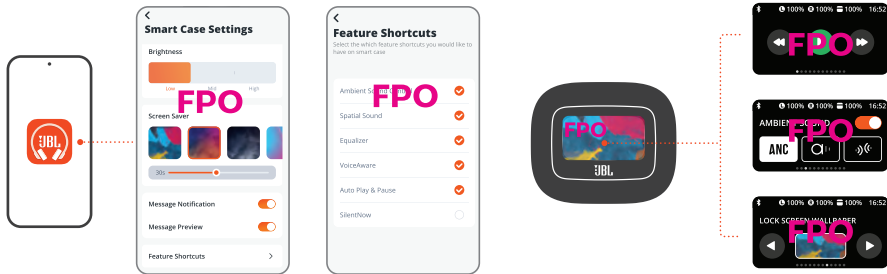 JBL
Smart Case Settings
Brightness
Low
Mid
High
FPO
Screen Saver
30s
Message Notification
Message Preview
Feature Shortcuts
Feature Shortcuts
Select the which feature shortcuts you would like to
have on smart case
Ambient Sound
FPO
Spatial Sound
Equalizer
VoiceAware
Auto Play & Pause
SilentNow
FPO
JBL
L 100% R 100% 100% 16:52
FPO
100% 100% 100% 16:52
AMBIENT SOUND
FPO
ANC
100% 100% 100% 16:52
LOCK SCREEN WALLPAPER
FPO